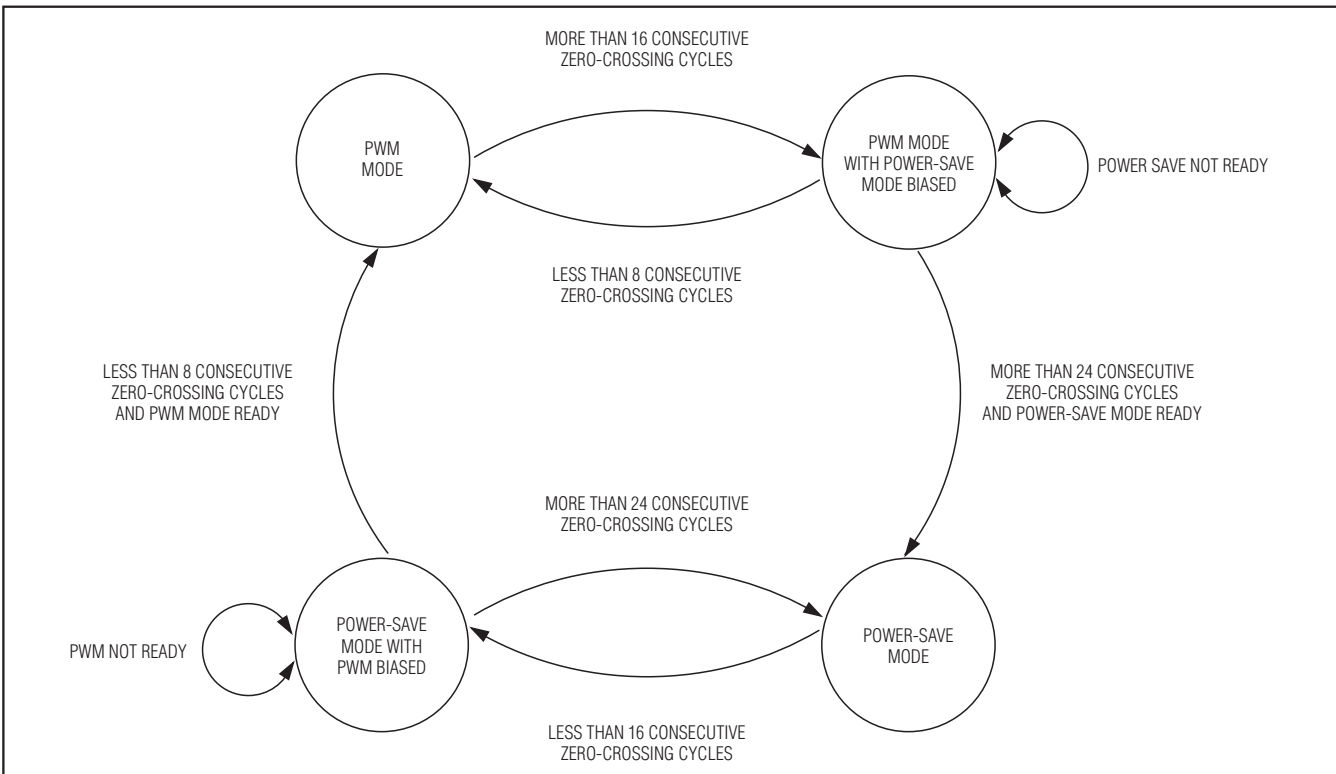 MORE THAN 16 CONSECUTIVE
ZERO-CROSSING CYCLES
PWM
MODE
PWM MODE
WITH POWER-SAVE
MODE BIASED
POWER SAVE NOT READY
LESS THAN 8 CONSECUTIVE
ZERO-CROSSING CYCLES
LESS THAN 8 CONSECUTIVE
ZERO-CROSSING CYCLES
AND PWM MODE READY
MORE THAN 24 CONSECUTIVE
ZERO-CROSSING CYCLES
AND POWER-SAVE MODE READY
MORE THAN 24 CONSECUTIVE
ZERO-CROSSING CYCLES
PWM NOT READY
POWER-SAVE
MODE WITH
PWM BIASED
POWER-SAVE
MODE
LESS THAN 16 CONSECUTIVE
ZERO-CROSSING CYCLES